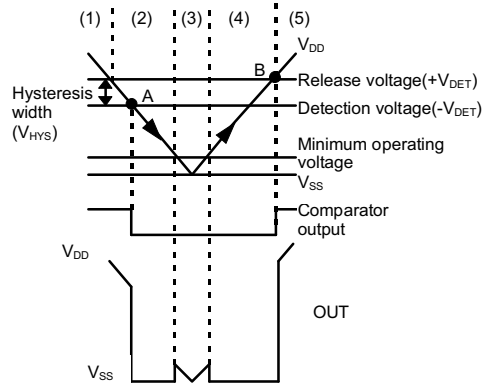 (1) (2) (3) (4) (5)
VDD
B
Release voltage(+VDET)
A
Hysteresis
width
(VHYS)
Detection voltage(-VDET)
Minimum operating
voltage
VSS
Comparator
output
VDD
OUT
VSS